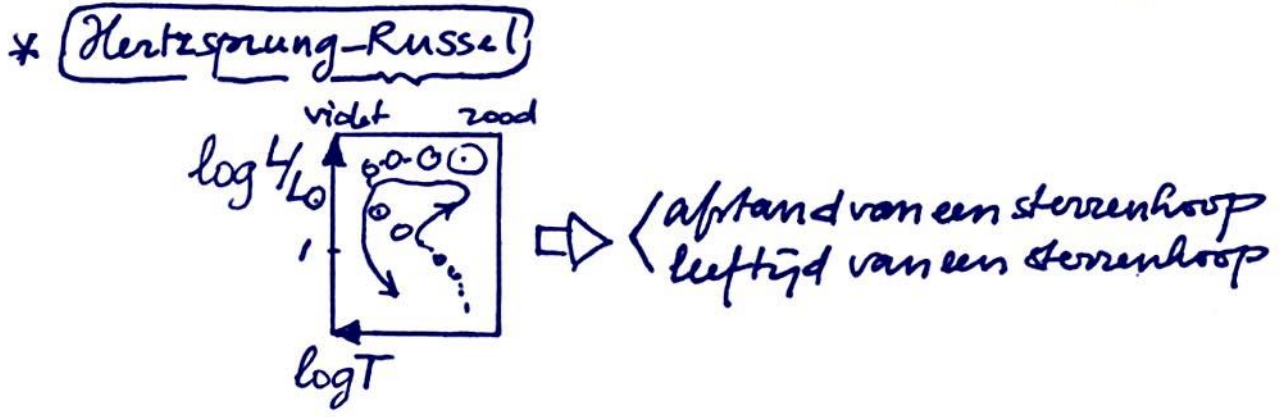 * Hertzsprung-Russel
violet rood
log L/L⊙
1
log T
afstand van een sterrenhoop
leeftijd van een sterrenhoop